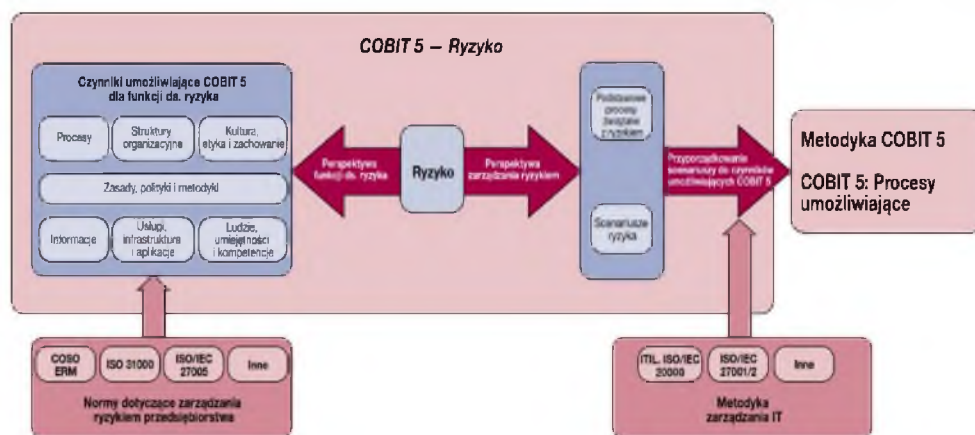 COBIT 5 – Ryzyko
Czynniki umożliwiające COBIT 5
dla funkcji ds. ryzyka
Procesy
Struktury
organizacyjne
Kultura,
etyka i zachowanie
Zasady, polityki i metodyki
Informacje
Usługi,
infrastruktura
i aplikacje
Ludzie,
umiejętności
i kompetencje
Perspektywa
funkcji ds. ryzyka
Ryzyko
Perspektywa
zarządzania ryzykiem
Podstawowe
procesy
związane
z ryzykiem
Scenariusze
ryzyka
Przyporządkowanie
scenariuszy do czynników
umożliwiających COBIT 5
Metodyka COBIT 5
COBIT 5: Procesy
umożliwiające
COSO
ERM
ISO 31000
ISO/IEC
27005
Inne
Normy dotyczące zarządzania
ryzykiem przedsiębiorstwa
ITIL, ISO/IEC
20000
ISO/IEC
27001/2
Inne
Metodyka
zarządzania IT